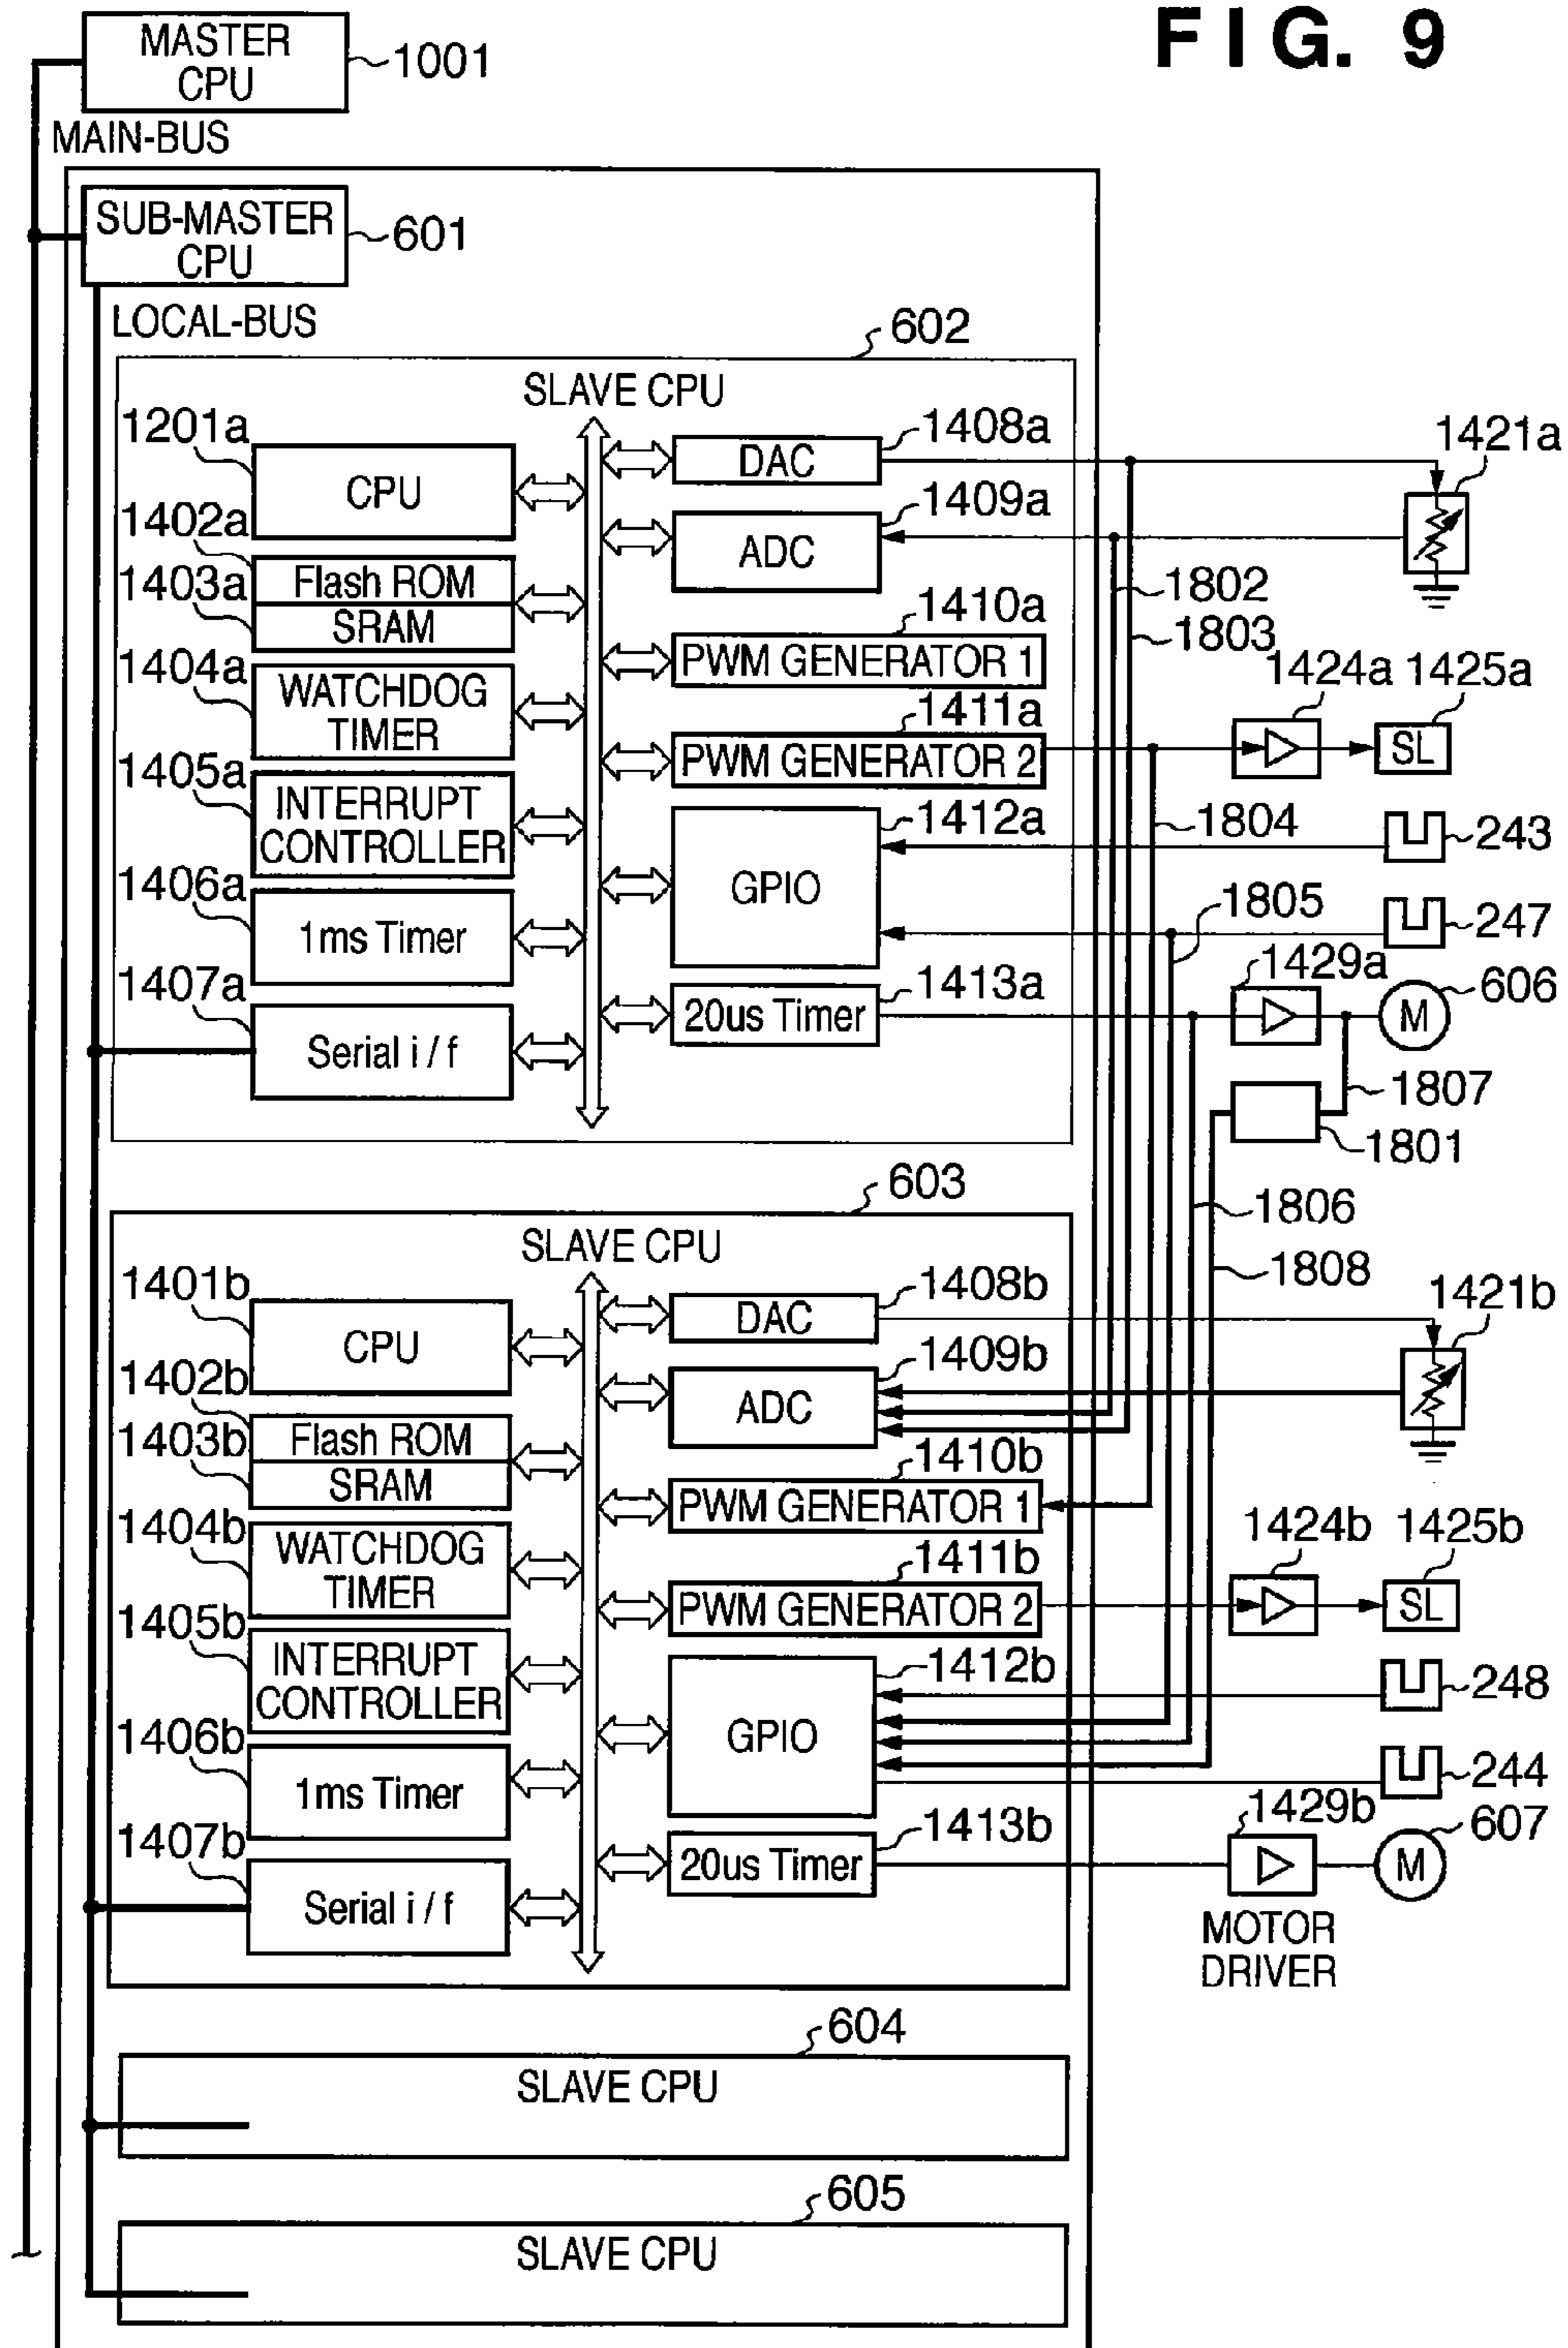 FIG. 9
MASTER
CPU
1001
MAIN-BUS
SUB-MASTER
CPU
601
LOCAL-BUS
602
SLAVE CPU
1201a
CPU
1402a
Flash ROM
1403a
SRAM
1404a
WATCHDOG
TIMER
1405a
INTERRUPT
CONTROLLER
1406a
1ms Timer
1407a
Serial i / f
DAC
1408a
ADC
1409a
PWM GENERATOR 1
1410a
PWM GENERATOR 2
1411a
GPIO
1412a
20us Timer
1413a
1421a
1802
1803
1424a
1425a
SL
1804
243
1805
247
1429a
606
M
1807
1801
1806
1808
603
SLAVE CPU
1401b
CPU
1402b
Flash ROM
1403b
SRAM
1404b
WATCHDOG
TIMER
1405b
INTERRUPT
CONTROLLER
1406b
1ms Timer
1407b
Serial i / f
DAC
1408b
ADC
1409b
PWM GENERATOR 1
1410b
PWM GENERATOR 2
1411b
GPIO
1412b
20us Timer
1413b
1421b
1424b
1425b
SL
248
244
1429b
607
M
MOTOR
DRIVER
604
SLAVE CPU
605
SLAVE CPU